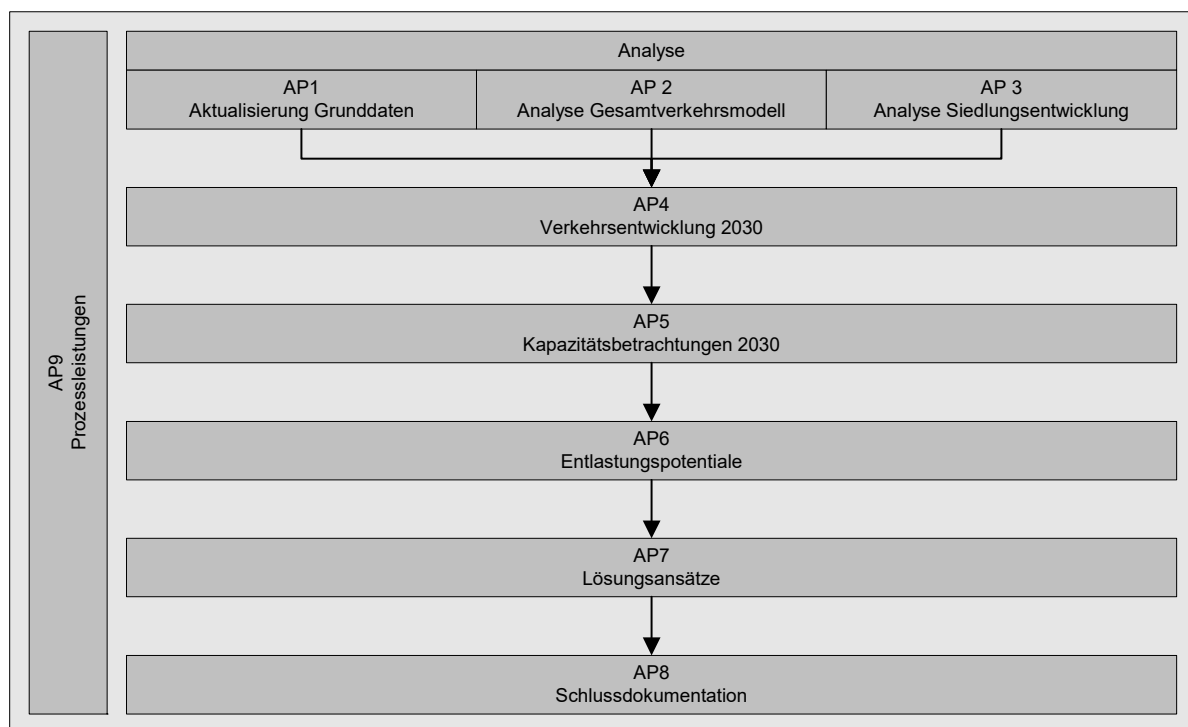 AP9
Prozessleistungen
Analyse
AP1
Aktualisierung Grunddaten
AP 2
Analyse Gesamtverkehrsmodell
AP 3
Analyse Siedlungsentwicklung
AP4
Verkehrsentwicklung 2030
AP5
Kapazitätsbetrachtungen 2030
AP6
Entlastungspotentiale
AP7
Lösungsansätze
AP8
Schlussdokumentation